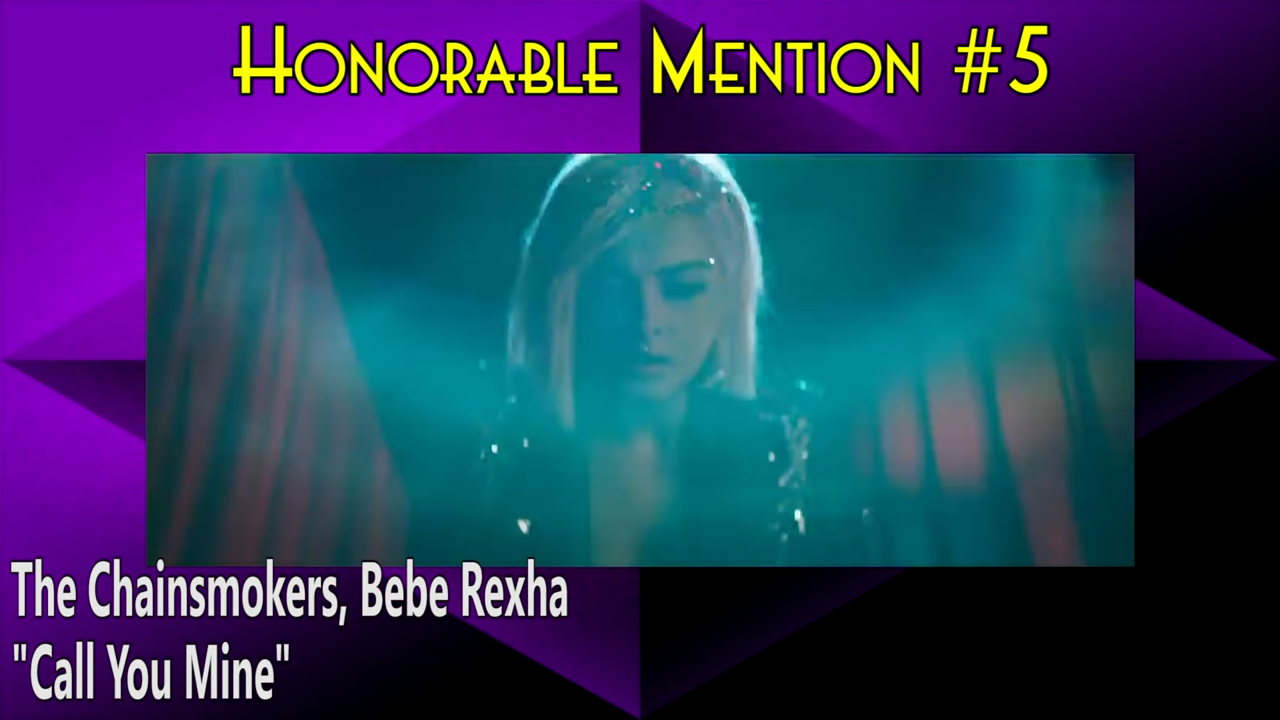 Honorable Mention #5
The Chainsmokers, Bebe Rexha
"Call You Mine"